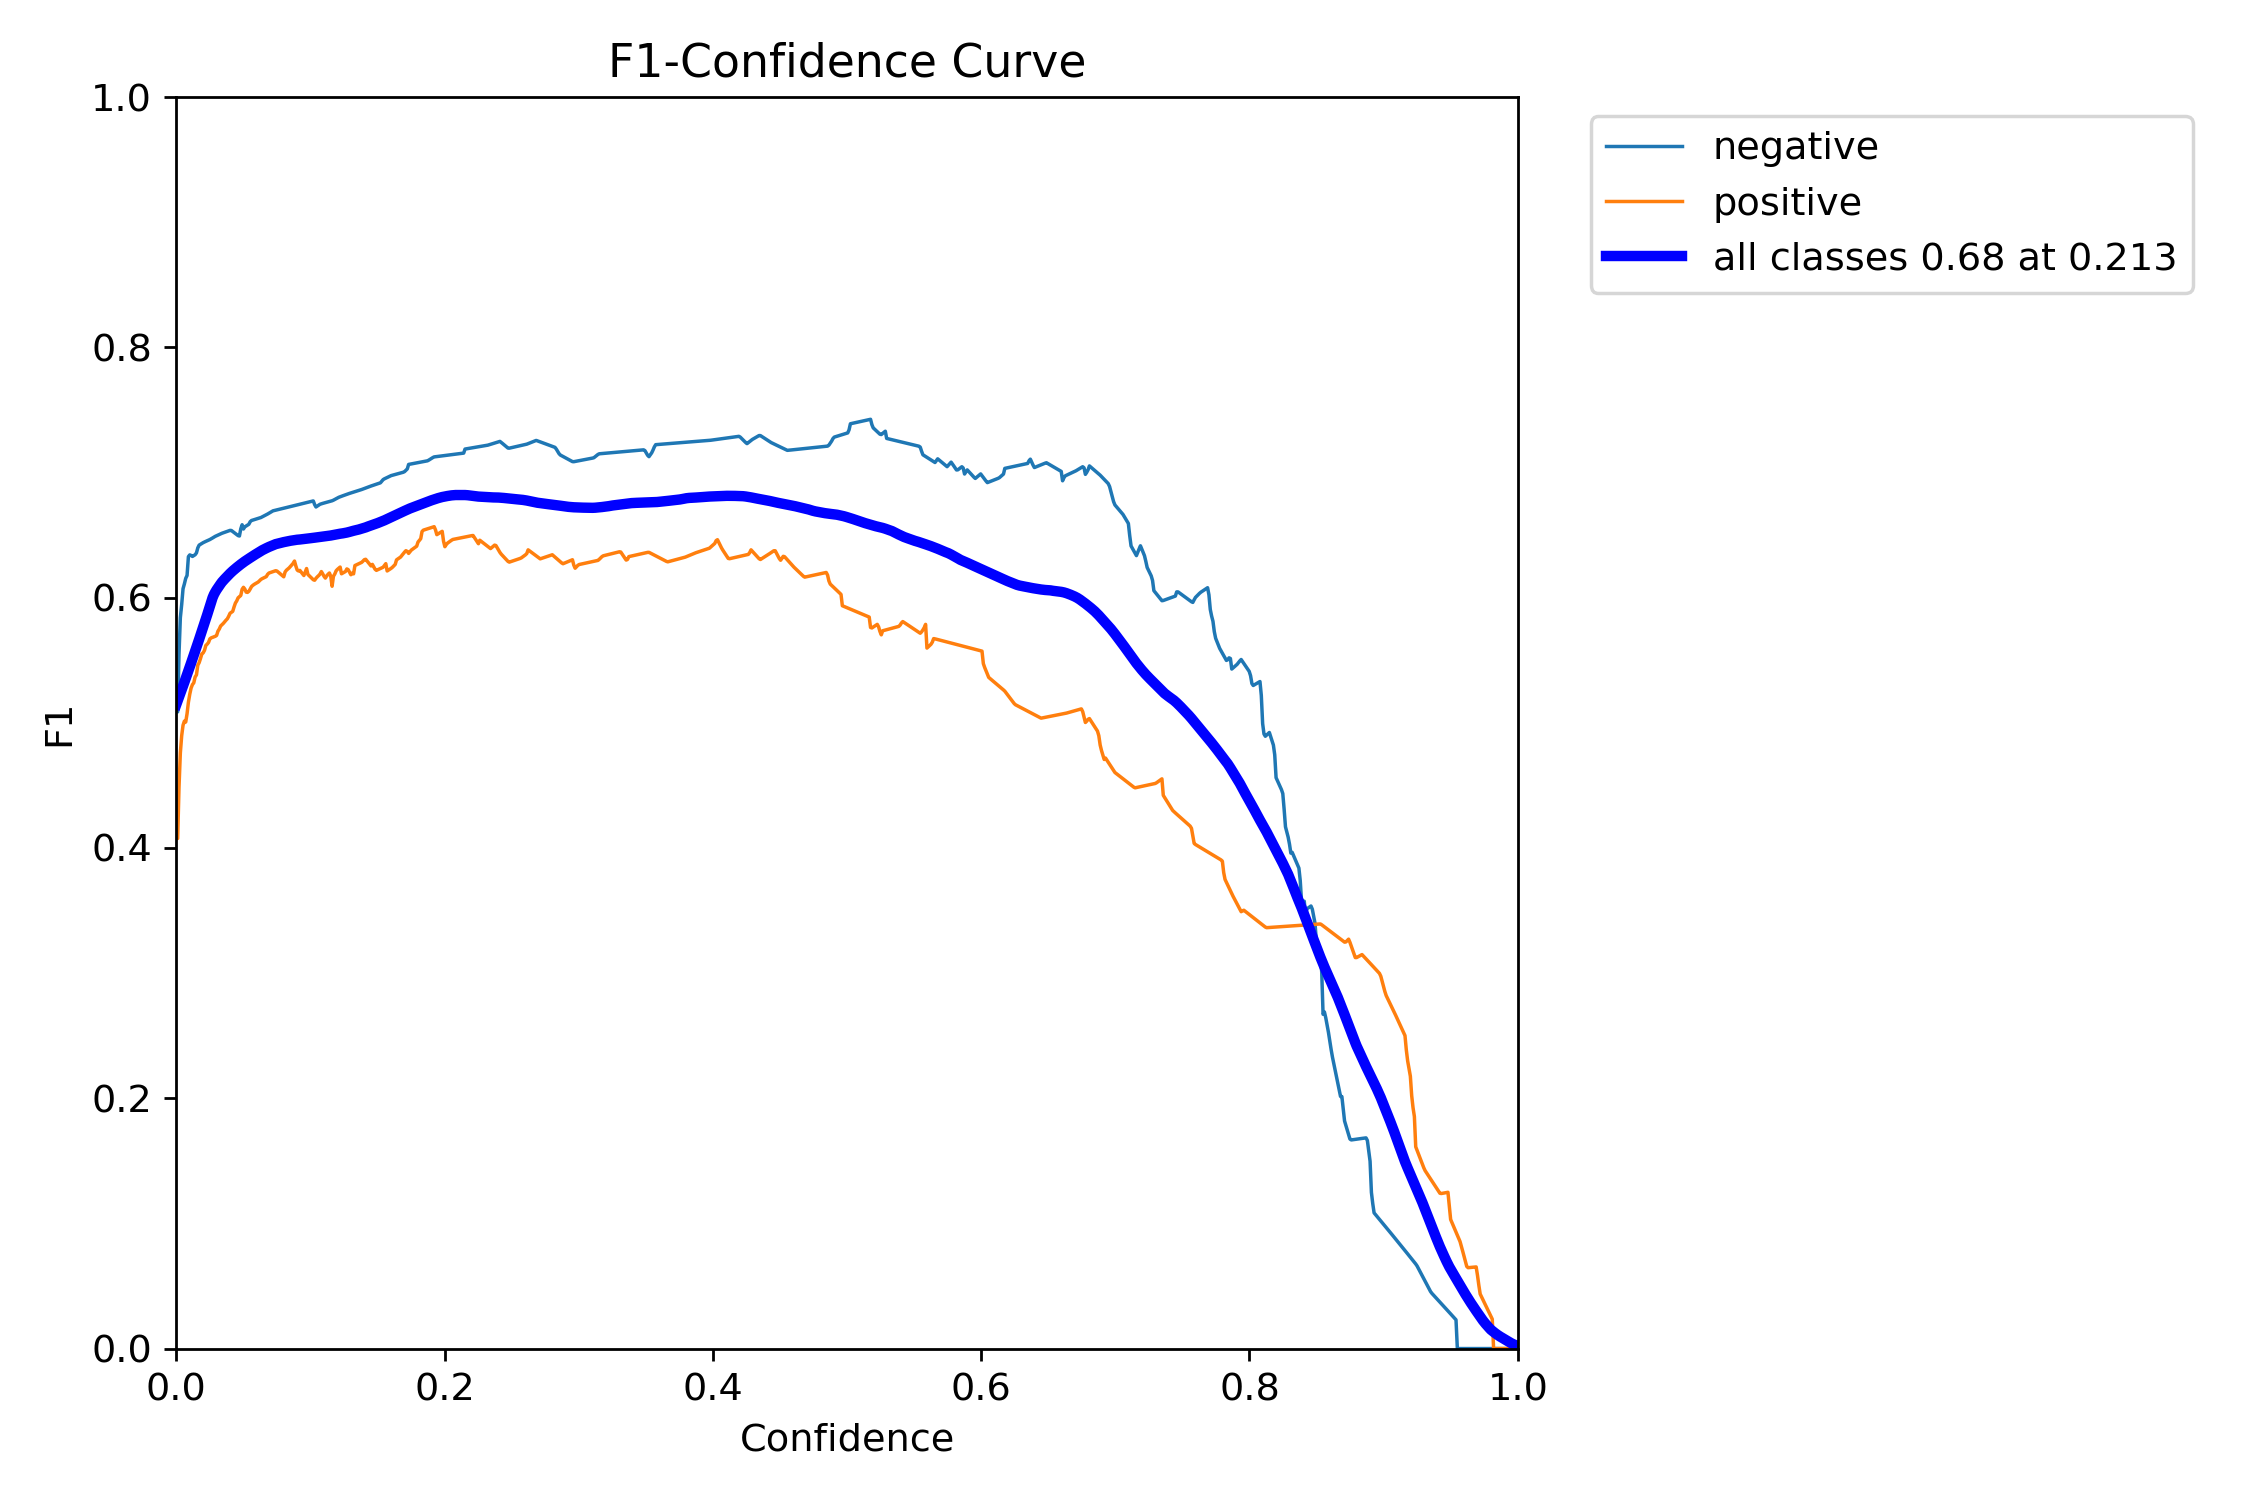 F1-Confidence Curve
1.0
0.8
0.6
0.4
0.2
0.0
F1
0.0 0.2 0.4 0.6 0.8 1.0
Confidence
negative
positive
all classes 0.68 at 0.213